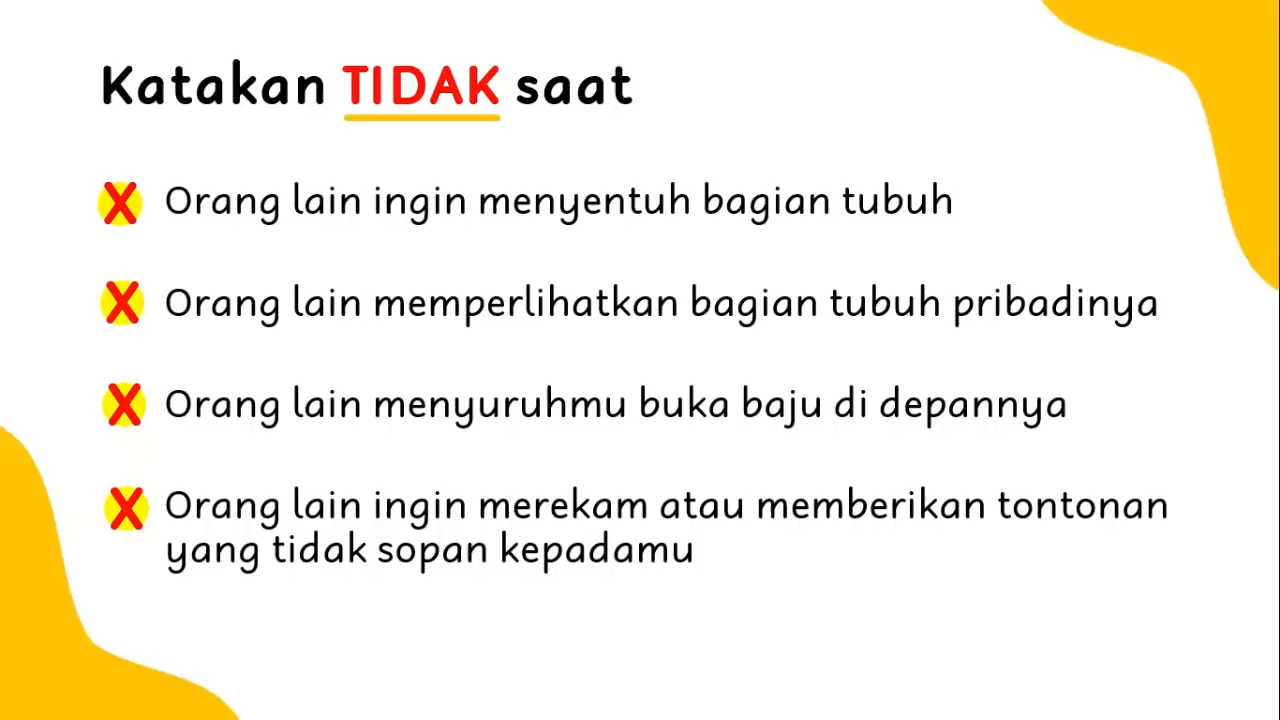 Katakan TIDAK saat
X Orang lain ingin menyentuh bagian tubuh
X Orang lain memperlihatkan bagian tubuh pribadinya
X Orang lain menyuruhmu buka baju di depannya
X Orang lain ingin merekam atau memberikan tontonan
yang tidak sopan kepadamu